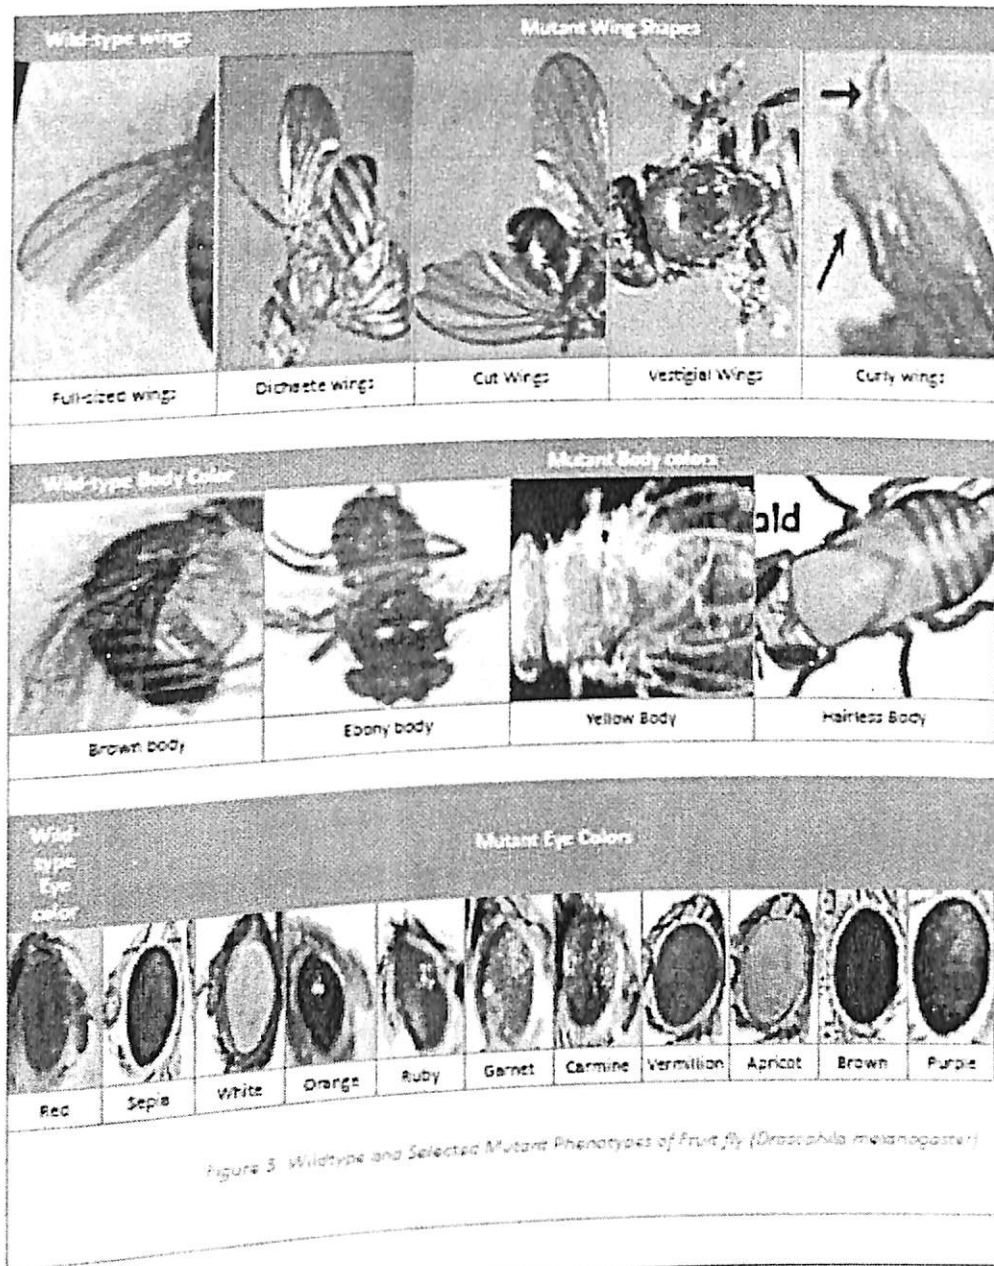 Wild-type wings Mutant Wing Shapes
Full-sized wings Dichaete wings Cut Wings Vestigial Wings Curly wings
Wild-type Body Color Mutant Body colors
old
Brown body Ebony body Yellow Body Hairless Body
Wild-
type
Eye
color
Mutant Eye Colors
Red Sepia White Orange Ruby Garnet Carmine Vermillion Apricot Brown Purple
Figure 3 Wildtype and Selected Mutant Phenotypes of Fruit fly (Drosophila melanogaster)